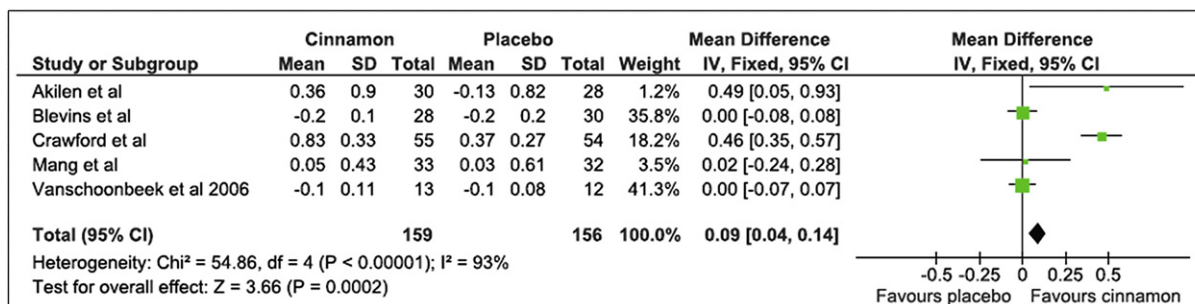 Cinnamon Placebo Mean Difference Mean Difference
Study or Subgroup Mean SD Total Mean SD Total Weight IV, Fixed, 95% CI IV, Fixed, 95% CI
Akilen et al 0.36 0.9 30 -0.13 0.82 28 1.2% 0.49 [0.05, 0.93]
Blevins et al -0.2 0.1 28 -0.2 0.2 30 35.8% 0.00 [-0.08, 0.08]
Crawford et al 0.83 0.33 55 0.37 0.27 54 18.2% 0.46 [0.35, 0.57]
Mang et al 0.05 0.43 33 0.03 0.61 32 3.5% 0.02 [-0.24, 0.28]
Vanschoonbeek et al 2006 -0.1 0.11 13 -0.1 0.08 12 41.3% 0.00 [-0.07, 0.07]
Total (95% CI) 159 156 100.0% 0.09 [0.04, 0.14]
Heterogeneity: Chi² = 54.86, df = 4 (P < 0.00001); I² = 93%
Test for overall effect: Z = 3.66 (P = 0.0002)
-0.5 -0.25 0 0.25 0.5
Favours placebo Favours cinnamon